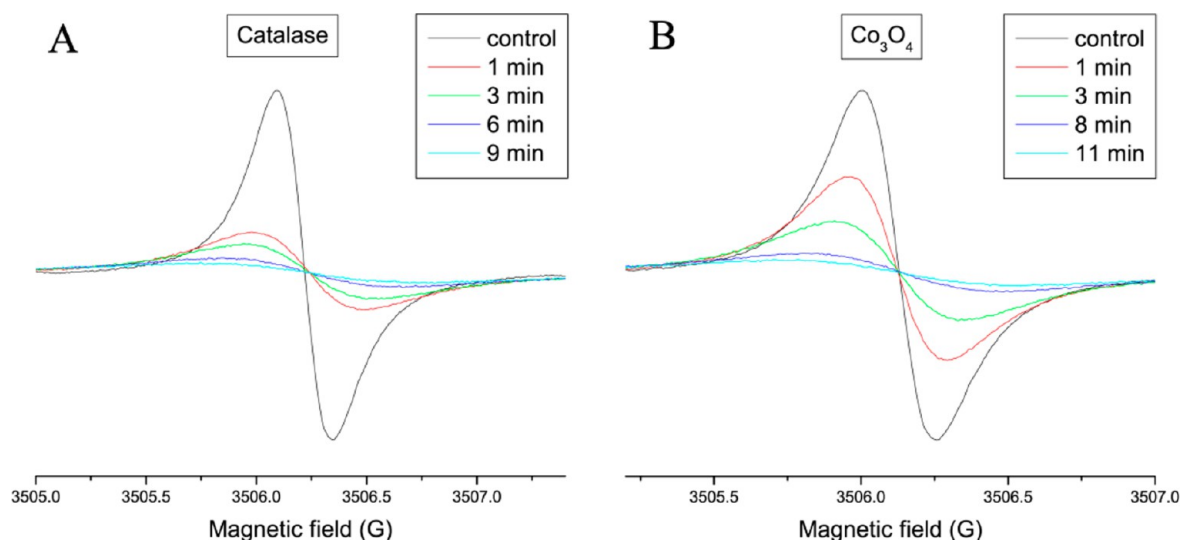 A
Catalase
control
1 min
3 min
6 min
9 min
3505.0 3505.5 3506.0 3506.5 3507.0
Magnetic field (G)
B
Co₃O₄
control
1 min
3 min
8 min
11 min
3505.5 3506.0 3506.5 3507.0
Magnetic field (G)